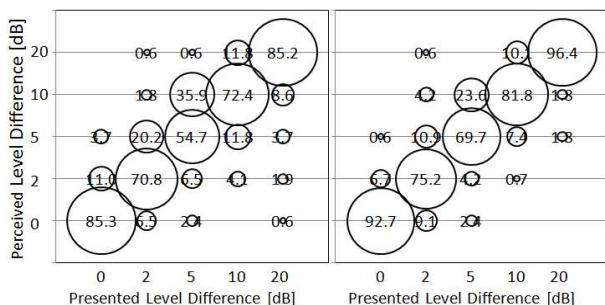 Perceived Level Difference [dB]
20 0.6 0.6 11.8 85.2 0.6 10.1 96.4
10 1.8 35.9 72.4 8.6 4.2 23.6 81.8 1.8
5 3.7 20.2 54.7 11.8 3.7 0.6 10.9 69.7 7.4 1.8
2 11.0 70.8 6.5 4.1 1.9 6.7 75.2 4.2 0.7
0 85.3 6.5 2.4 0.6 92.7 9.1 2.4
0 2 5 10 20 0 2 5 10 20
Presented Level Difference [dB] Presented Level Difference [dB]